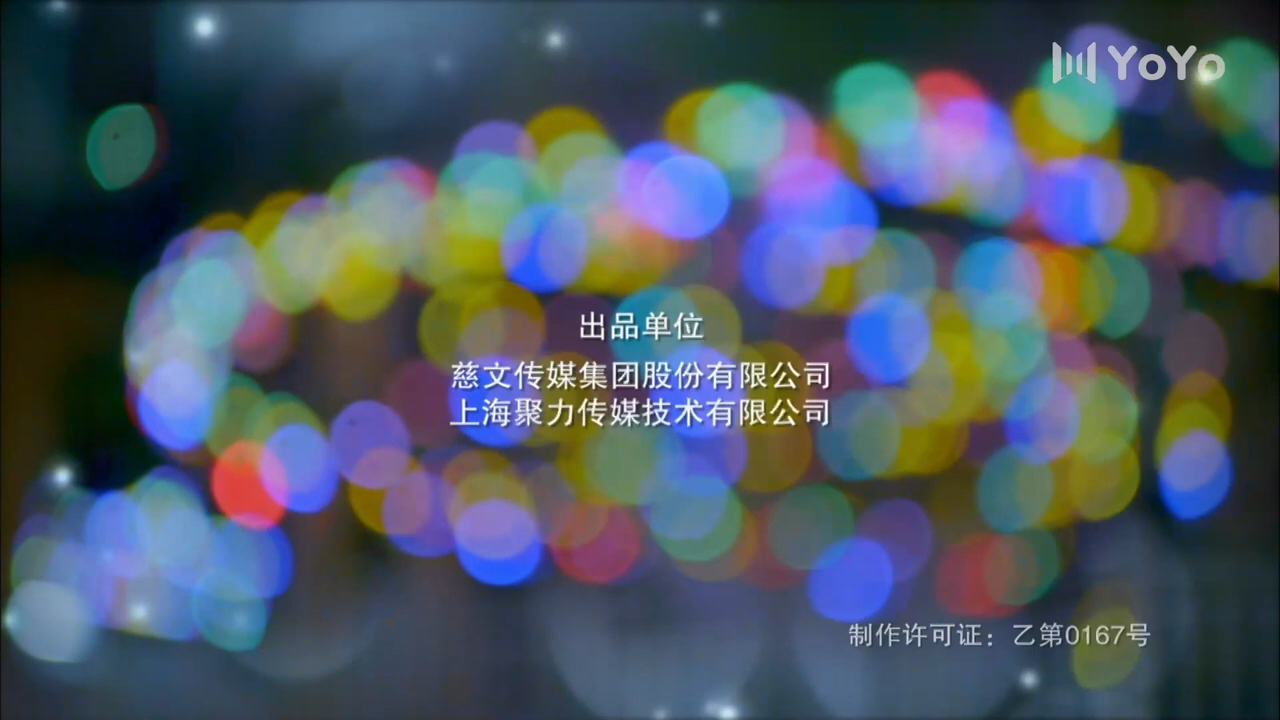 YoYo
出品单位
慈文传媒集团股份有限公司
上海聚力传媒技术有限公司
制作许可证：乙第0167号